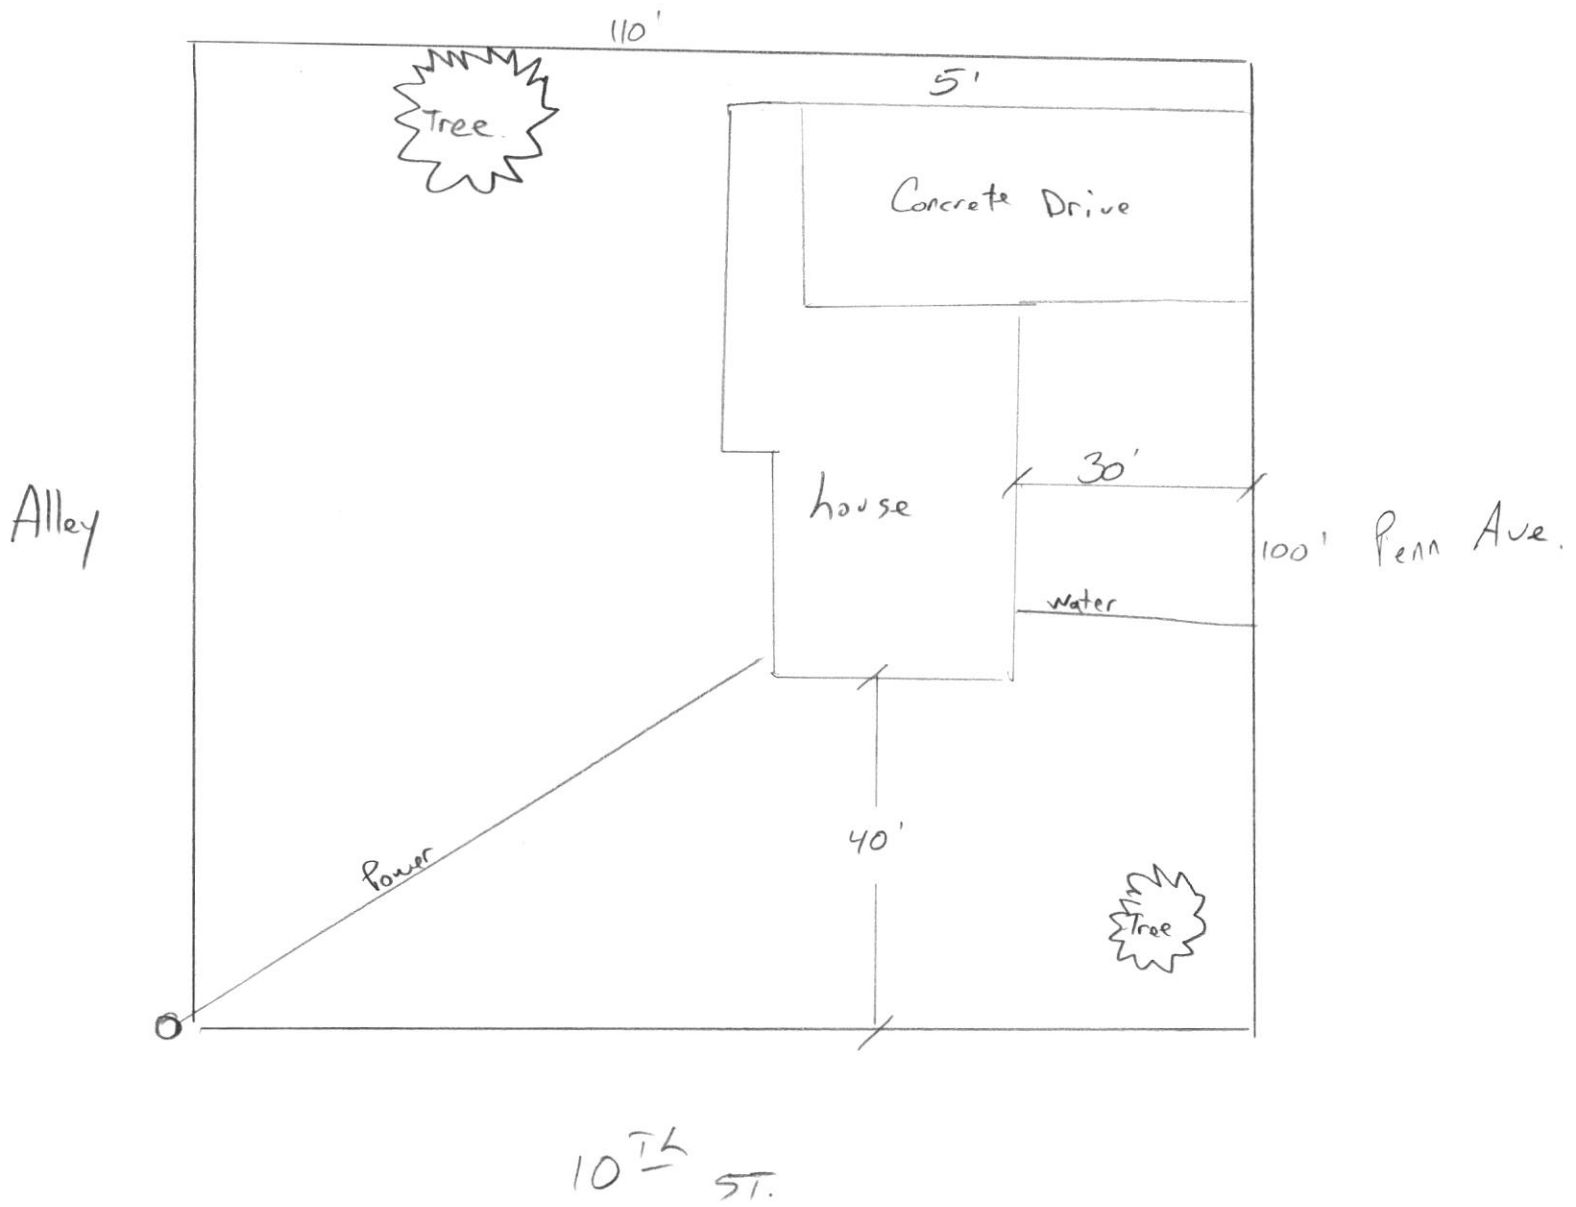 110'
5'
Tree
Concrete Drive
30'
house
Alley
100' Penn Ave.
Water
40'
Power
Tree
10Th ST.